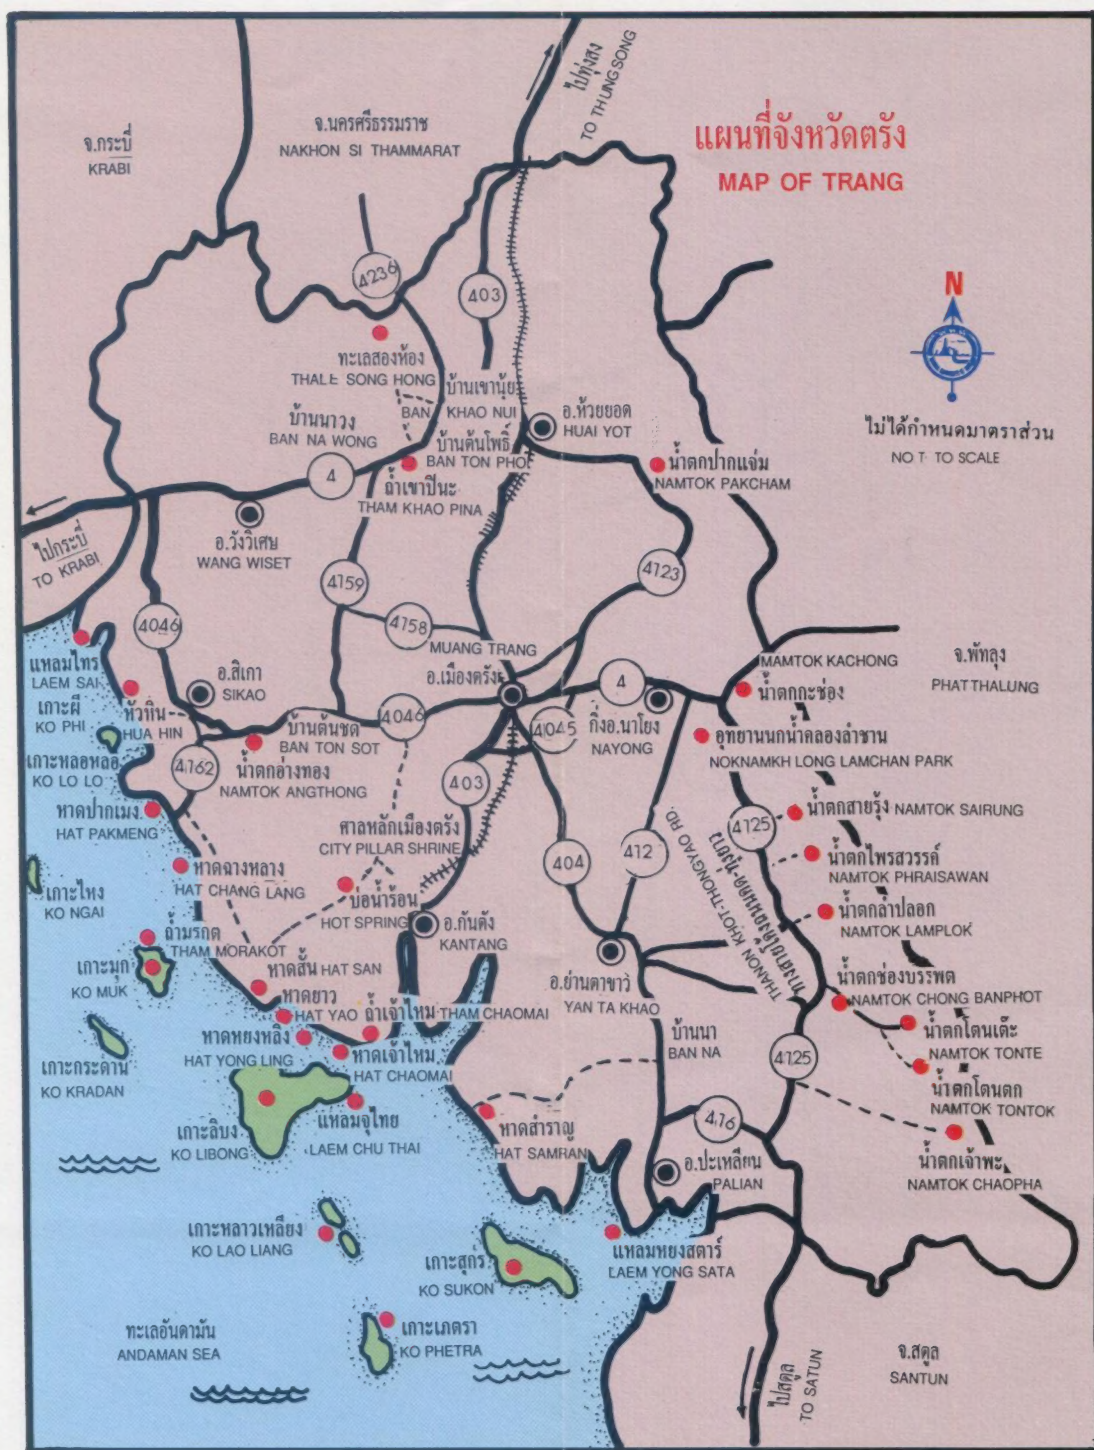 แผนที่จังหวัดตรัง
MAP OF TRANG
จ.กระบี่
KRABI
จ.นครศรีธรรมราช
NAKHON SI THAMMARAT
ไปทุ่งสง
TO THUNGSONG
N
ไม่ได้กำหนดมาตราส่วน
NOT TO SCALE
4236
403
ทะเลสองห้อง
THALE SONG HONG
บ้านเขานุ้ย
BAN KHAO NUI
บ้านนาวง
BAN NA WONG
บ้านต้นโพธิ์
BAN TON PHO
อ.ห้วยยอด
HUAI YOT
น้ำตกปากแจ่ม
NAMTOK PAKCHAM
4
ถ้ำเขาปินะ
THAM KHAO PINA
อ.วังวิเศษ
WANG WISET
ไปกระบี่
TO KRABI
4159
4123
4046
4158
MUANG TRANG
อ.เมืองตรัง
แหลมไทร
LAEM SAI
อ.สิเกา
SIKAO
MAMTOK KACHONG
น้ำตกกะช่อง
จ.พัทลุง
PHATTHALUNG
เกาะผี
KO PHI
หัวหิน
HUA HIN
4
4046
4045
กิ่งอ.นาโยง
NAYONG
บ้านต้นชด
BAN TON SOT
อุทยานนกน้ำคลองลำชาน
NOKNAMKH LONG LAMCHAN PARK
เกาะหลอหลอ
KO LO LO
4162
น้ำตกอ่างทอง
NAMTOK ANGTHONG
403
หาดปากเมง
HAT PAKMENG
ศาลหลักเมืองตรัง
CITY PILLAR SHRINE
4125
น้ำตกสายรุ้ง NAMTOK SAIRUNG
404
412
THANON KHOT-THONGYAO RD.
น้ำตกไพรสวรรค์
NAMTOK PHRAISAWAN
หาดฉางหลาง
HAT CHANG LANG
เกาะไหง
KO NGAI
บ่อน้ำร้อน
HOT SPRING
อ.กันตัง
KANTANG
น้ำตกลำปลอก
NAMTOK LAMPLOK
ถ้ำมรกต
THAM MORAKOT
เกาะมุก
KO MUK
หาดสั้น HAT SAN
อ.ย่านตาขาว
YAN TA KHAO
น้ำตกช่องบรรพต
NAMTOK CHONG BANPHOT
หาดยาว
HAT YAO
ถ้ำเจ้าไหม THAM CHAOMAI
หาดหยงหลิง
HAT YONG LING
หาดเจ้าไหม
HAT CHAOMAI
บ้านนา
BAN NA
น้ำตกโตนเต๊ะ
NAMTOK TONTE
เกาะกระดาน
KO KRADAN
4125
น้ำตกโตนตก
NAMTOK TONTOK
เกาะลิบง
KO LIBONG
แหลมจุไทย
LAEM CHU THAI
หาดสำราญ
HAT SAMRAN
416
น้ำตกเจ้าพะ
NAMTOK CHAOPHA
อ.ปะเหลียน
PALIAN
เกาะหลาวเหลียง
KO LAO LIANG
เกาะสุกร
KO SUKON
แหลมหยงสตาร์
LAEM YONG SATA
ทะเลอันดามัน
ANDAMAN SEA
เกาะเภตรา
KO PHETRA
ไปสตูล
TO SATUN
จ.สตูล
SANTUN